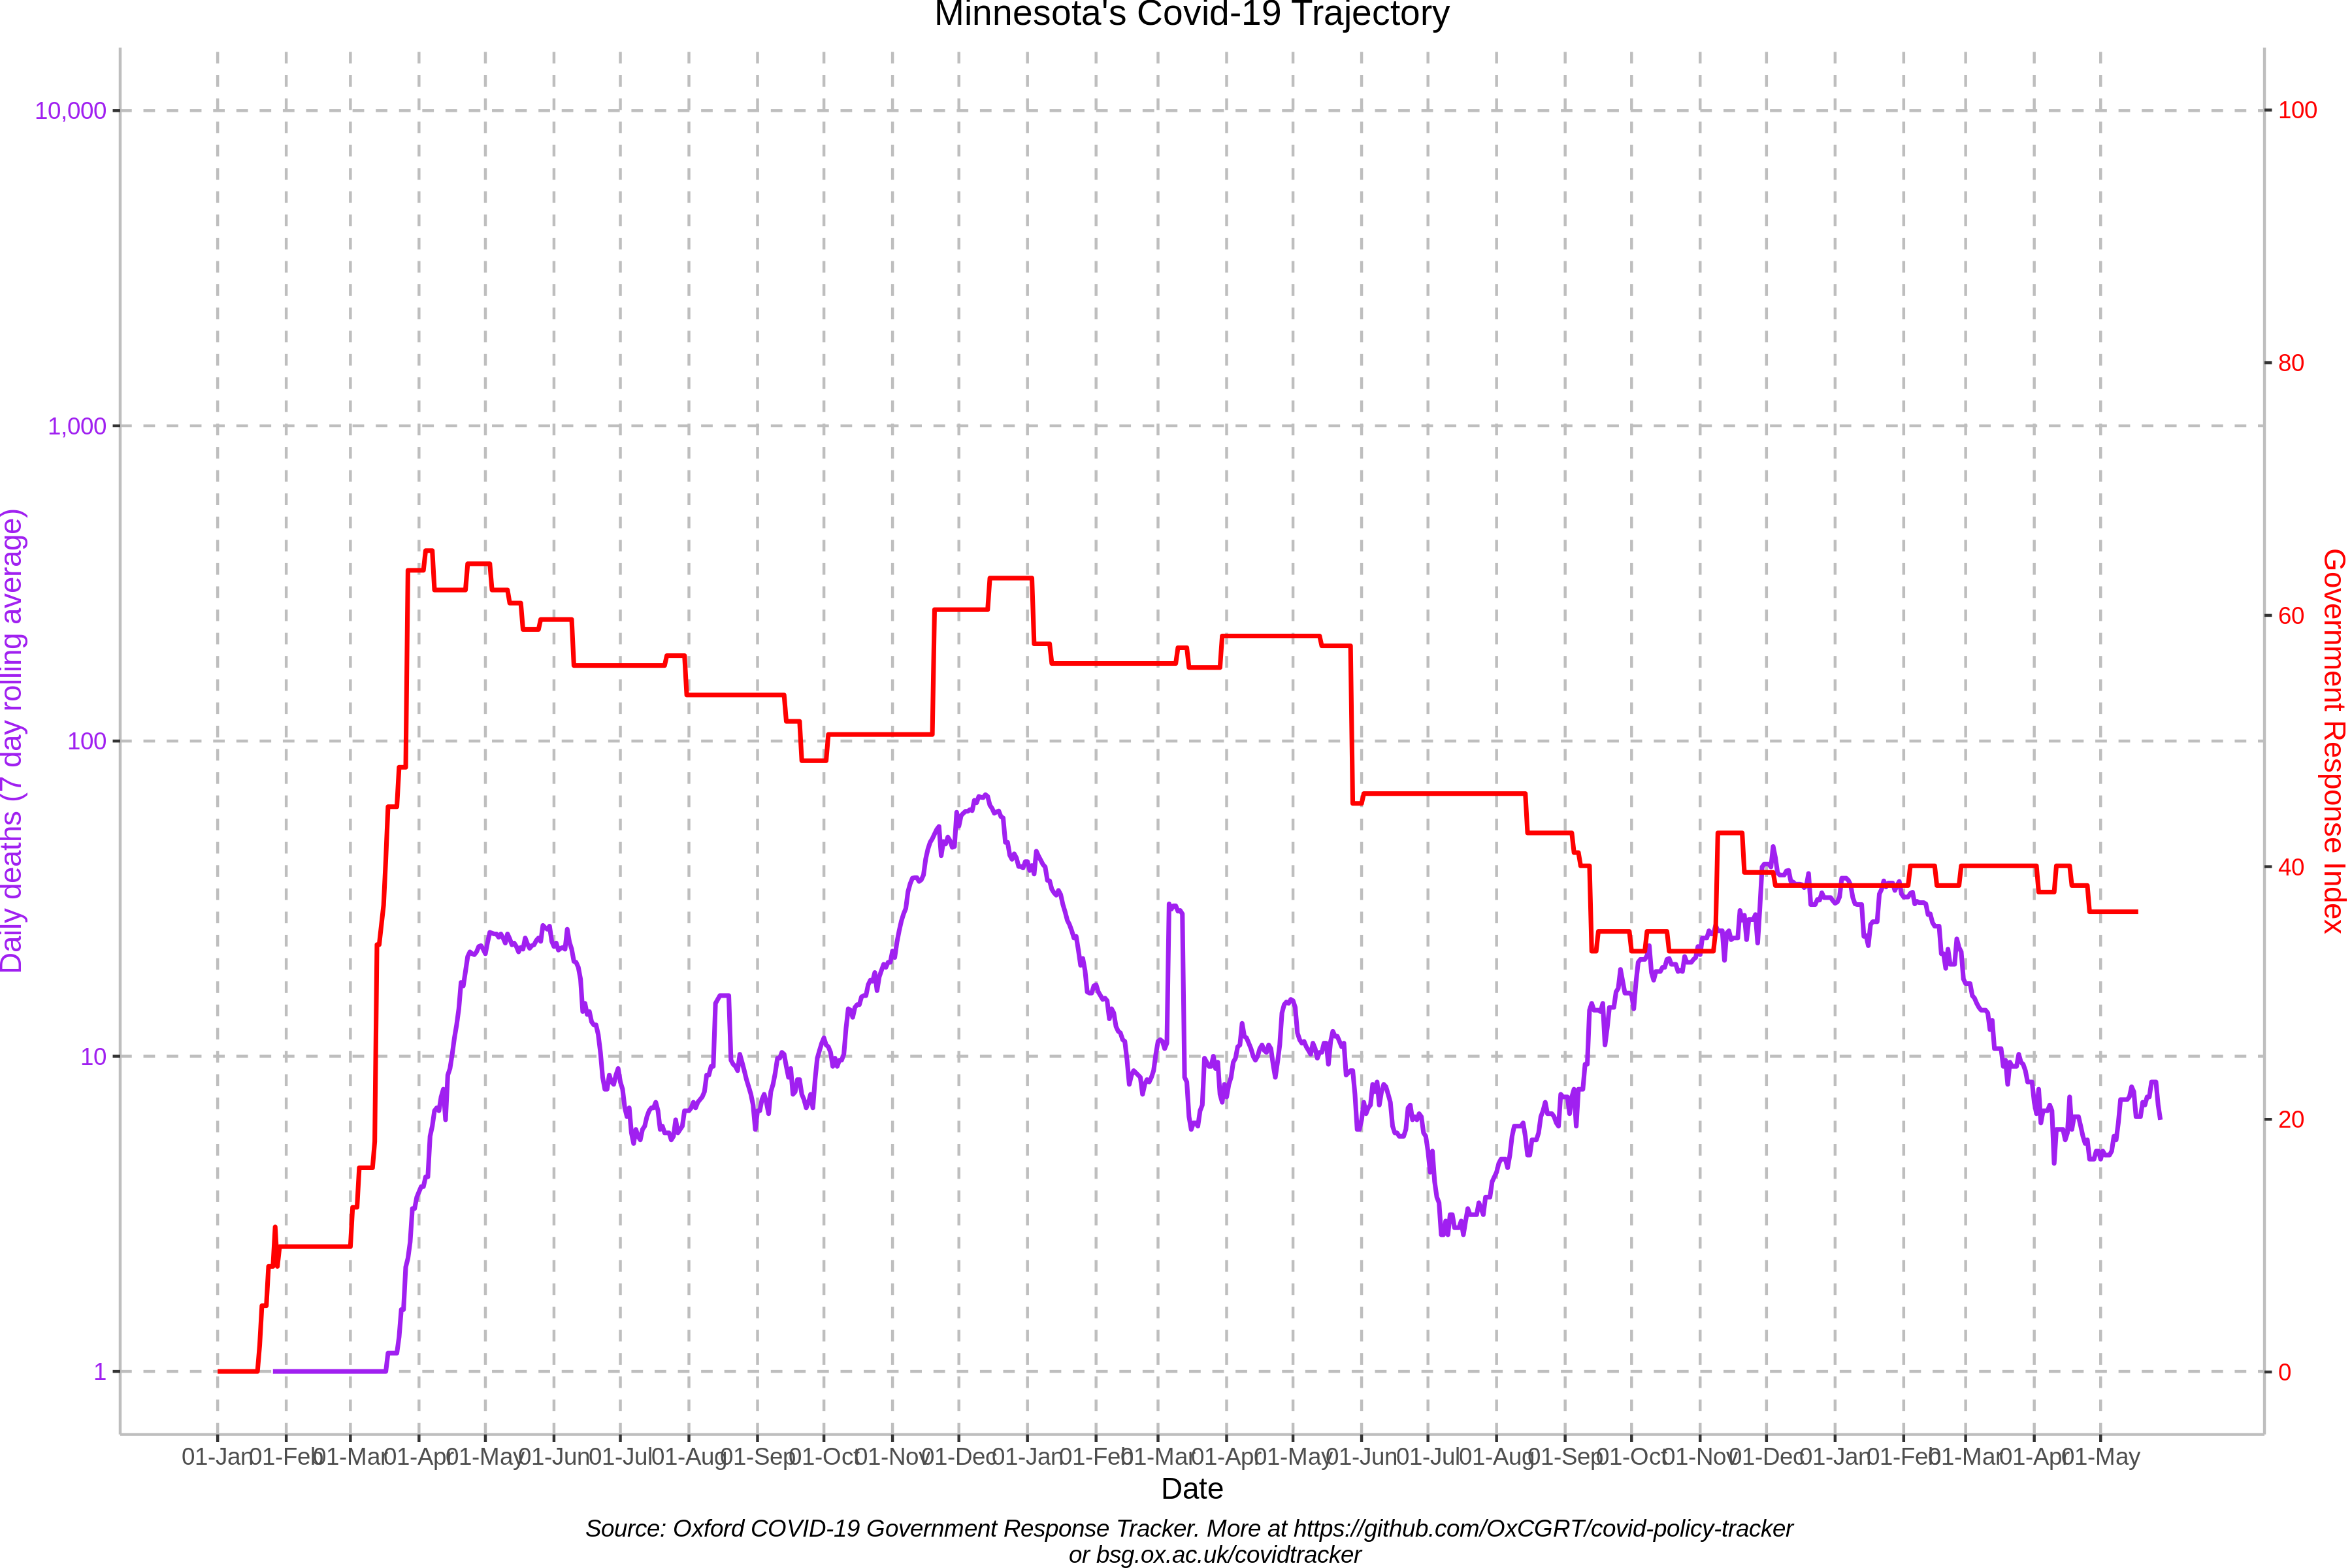 Minnesota's Covid-19 Trajectory
10,000
1,000
100
10
1
Daily deaths (7 day rolling average)
100
80
60
40
20
0
Government Response Index
01-Jan 01-Feb 01-Mar 01-Apr 01-May 01-Jun 01-Jul 01-Aug 01-Sep 01-Oct 01-Nov 01-Dec 01-Jan 01-Feb 01-Mar 01-Apr 01-May 01-Jun 01-Jul 01-Aug 01-Sep 01-Oct 01-Nov 01-Dec 01-Jan 01-Feb 01-Mar 01-Apr 01-May
Date
Source: Oxford COVID-19 Government Response Tracker. More at https://github.com/OxCGRT/covid-policy-tracker
or bsg.ox.ac.uk/covidtracker